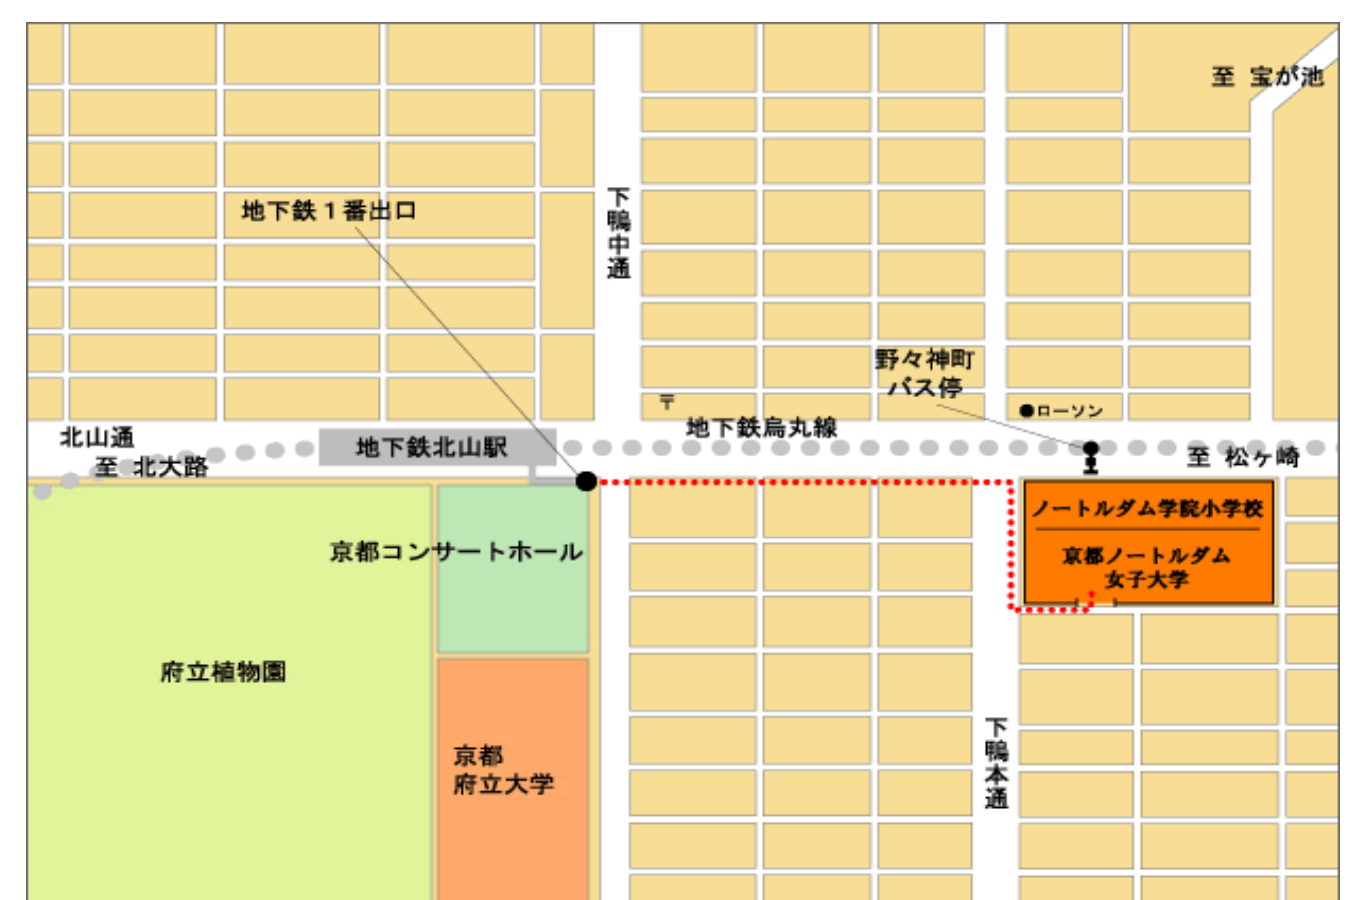 至 宝が池
地下鉄１番出口
下鴨中通
野々神町
バス停
〒
●ローソン
地下鉄烏丸線
北山通
地下鉄北山駅
至 北大路
至 松ヶ崎
ノートルダム学院小学校
京都コンサートホール
京都ノートルダム
女子大学
府立植物園
京都
府立大学
下鴨本通